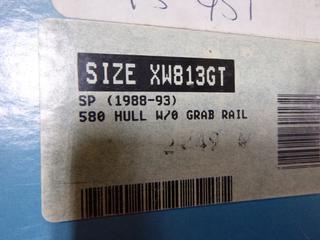 SIZE XW813GT
SP (1988-93)
580 HULL W/O GRAB RAIL